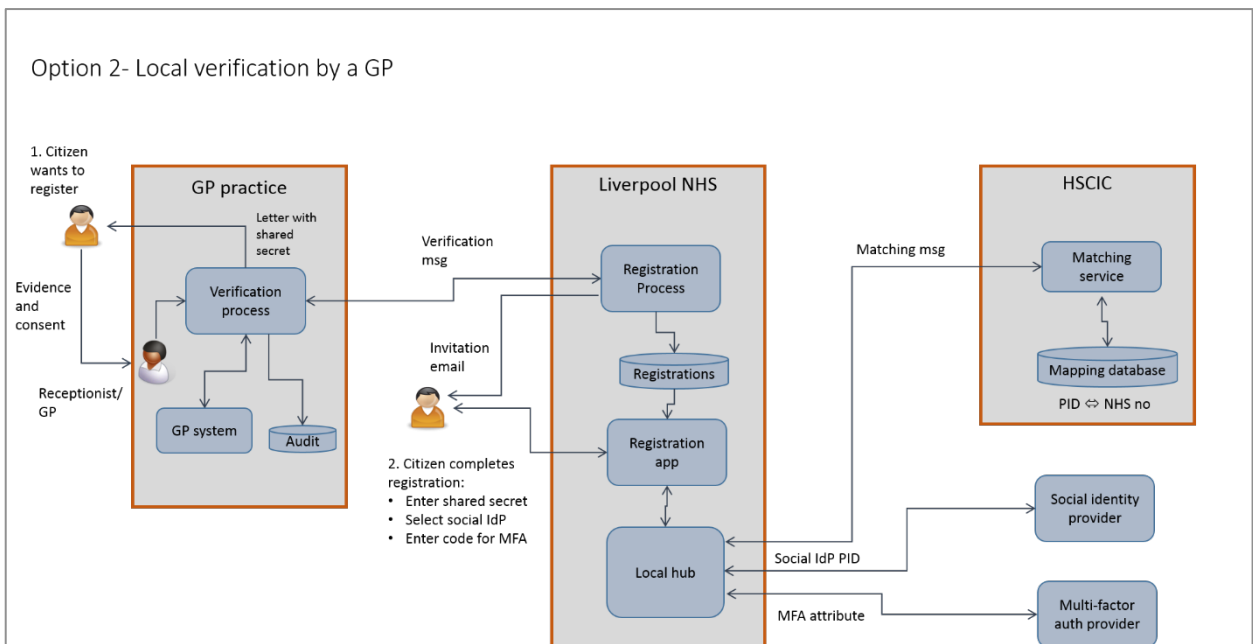 Option 2- Local verification by a GP
1. Citizen
wants to
register
GP practice
Letter with
shared
secret
Verification
process
Evidence
and
consent
Receptionist/
GP
GP system
Audit
Verification
msg
Invitation
email
2. Citizen completes
registration:
• Enter shared secret
• Select social IdP
• Enter code for MFA
Liverpool NHS
Registration
Process
Registrations
Registration
app
Local hub
Matching msg
Social IdP PID
MFA attribute
HSCIC
Matching
service
Mapping database
PID ⇔ NHS no
Social identity
provider
Multi-factor
auth provider